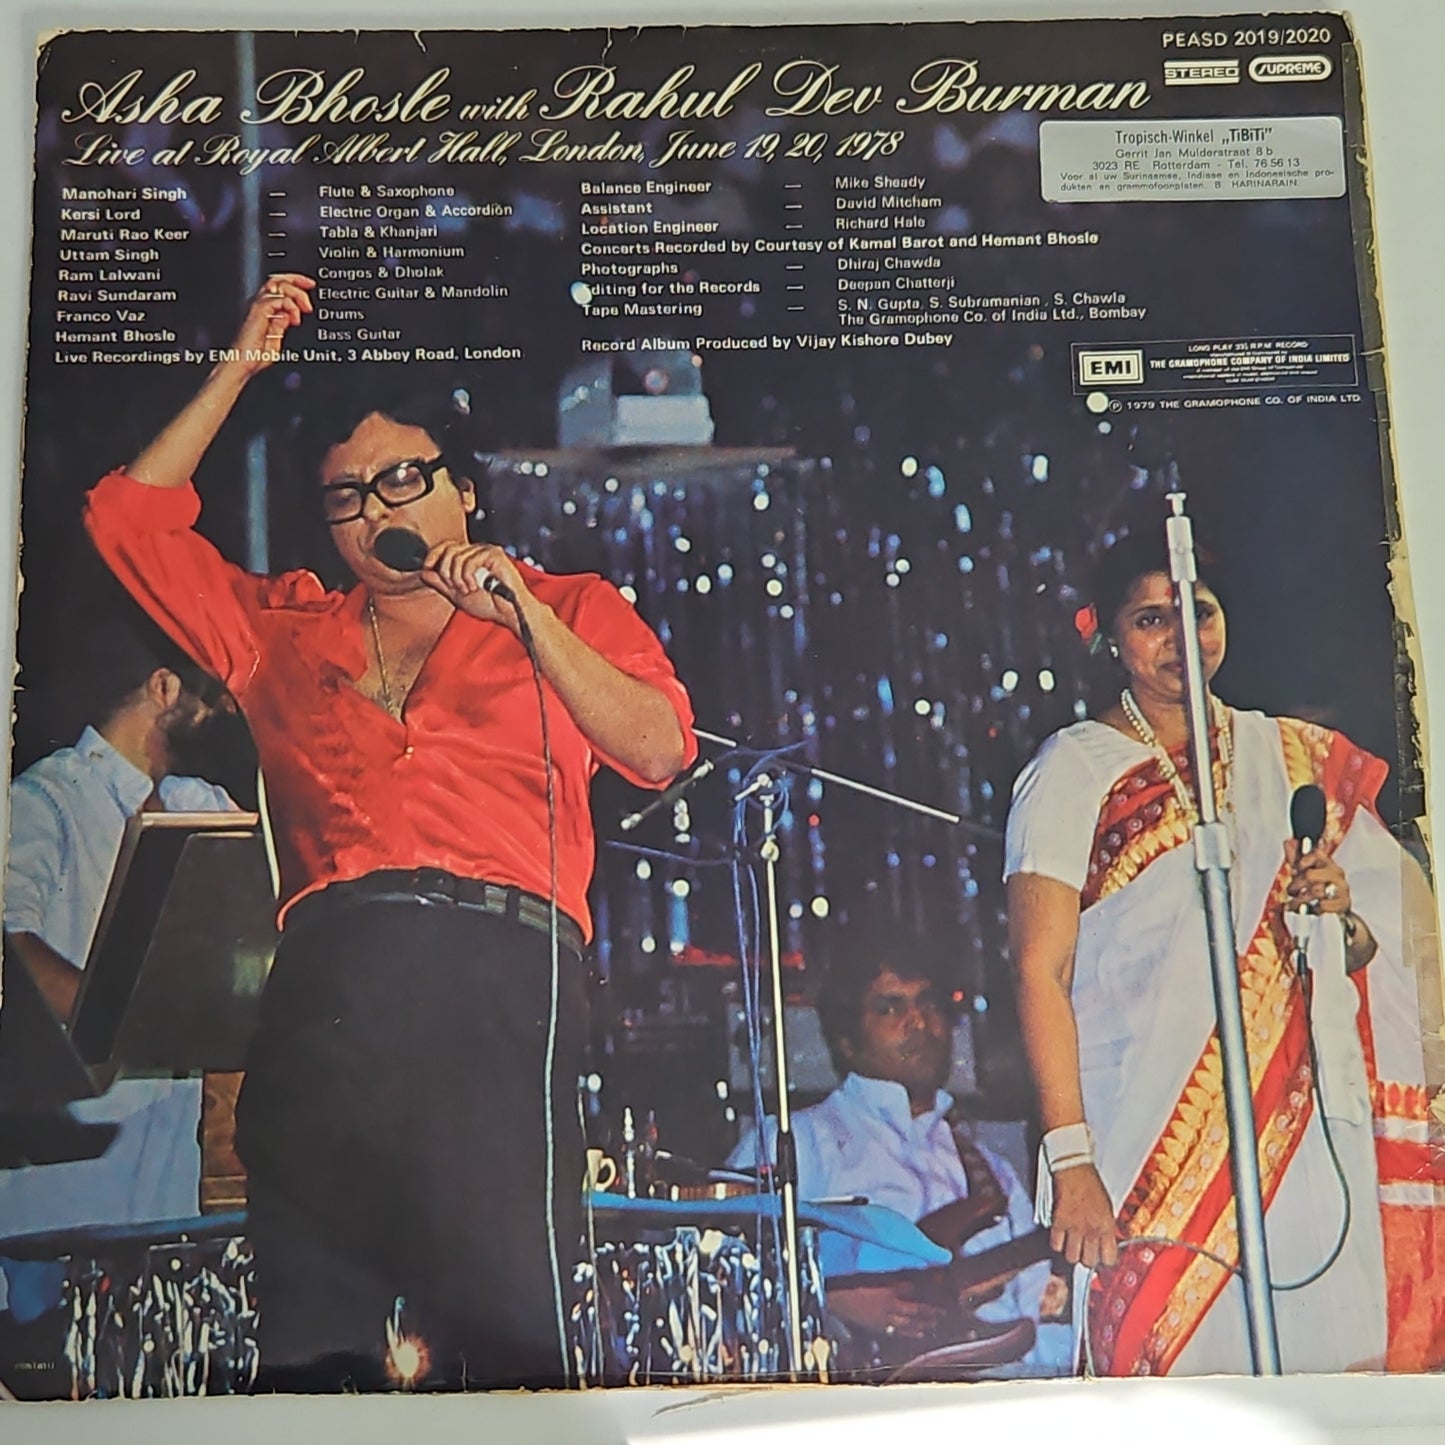 PEASD 2019/2020
STEREO SUPREME
Asha Bhosle with Rahul Dev Burman
Live at Royal Albert Hall, London, June 19, 20, 1978
Tropisch-Winkel „TiBiTi"
Gerrit Jan Mulderstraat 8 b
3023 RE Rotterdam - Tel. 76 56 13
Voor al uw Surinaamse, Indiase en Indonesische pro-
dukten en grammofoonplaten. B. HARINARAIN.
Manohari Singh — Flute & Saxophone
Kersi Lord — Electric Organ & Accordion
Maruti Rao Keer — Tabla & Khanjari
Uttam Singh — Violin & Harmonium
Ram Lalwani Congos & Dholak
Ravi Sundaram Electric Guitar & Mandolin
Franco Vaz — Drums
Hemant Bhosle — Bass Guitar
Live Recordings by EMI Mobile Unit, 3 Abbey Road, London
Balance Engineer — Mike Sheady
Assistant — David Mitcham
Location Engineer — Richard Hale
Concerts Recorded by Courtesy of Kamal Barot and Hemant Bhosle
Photographs — Dhiraj Chawda
Editing for the Records — Deepan Chatterji
Tape Mastering — S. N. Gupta, S. Subramanian, S. Chawla
The Gramophone Co. of India Ltd., Bombay
Record Album Produced by Vijay Kishore Dubey
LONG PLAY 33⅓ R.P.M. RECORD
EMI THE GRAMOPHONE COMPANY OF INDIA LIMITED
℗ 1979 THE GRAMOPHONE CO. OF INDIA LTD